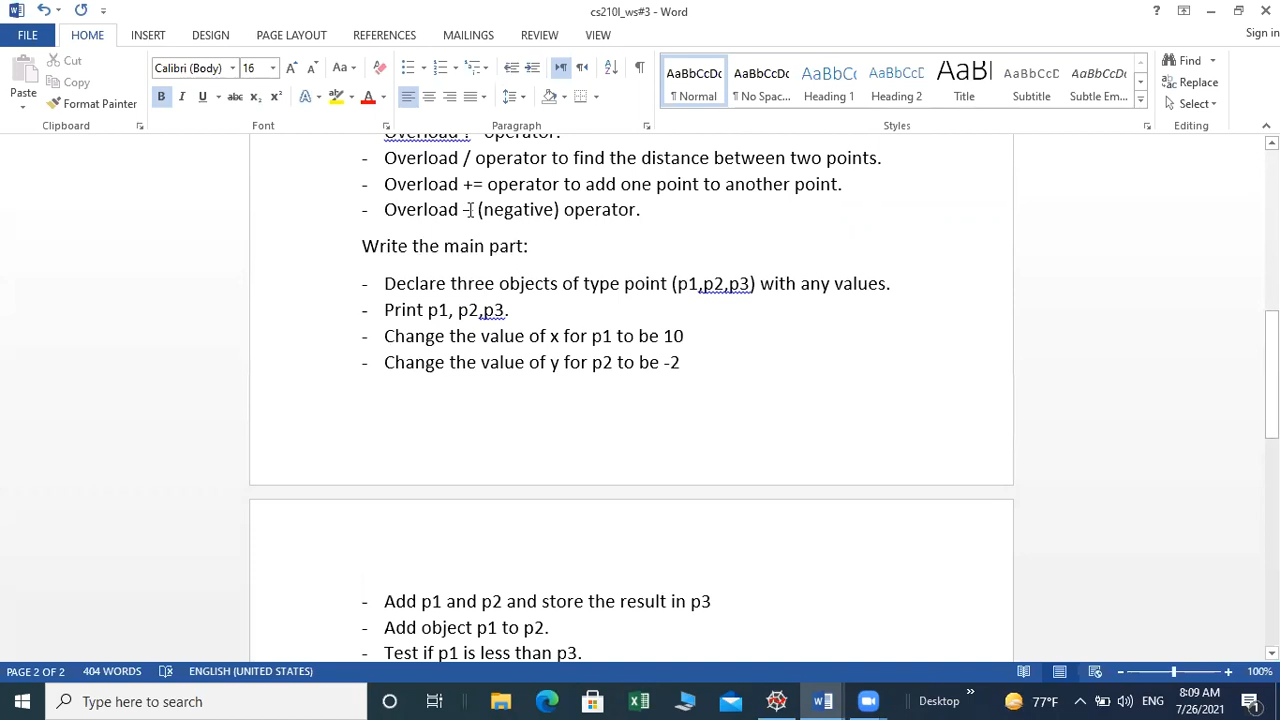 cs210l_ws#3 - Word
Sign in
FILE HOME INSERT DESIGN PAGE LAYOUT REFERENCES MAILINGS REVIEW VIEW
Paste Cut Copy Format Painter
Calibri (Body) 16
AaBbCcDc AaBbCcDc AaBbCc AaBbCcC AaBl AaBbCcD AaBbCcDc
¶ Normal ¶ No Spac... Heading 1 Heading 2 Title Subtitle Subtle Em...
Find Replace Select
Clipboard Font Paragraph Styles Editing
- Overload / operator to find the distance between two points.
- Overload += operator to add one point to another point.
- Overload - (negative) operator.
Write the main part:
- Declare three objects of type point (p1,p2,p3) with any values.
- Print p1, p2,p3.
- Change the value of x for p1 to be 10
- Change the value of y for p2 to be -2
- Add p1 and p2 and store the result in p3
- Add object p1 to p2.
- Test if p1 is less than p3.
PAGE 2 OF 2 404 WORDS ENGLISH (UNITED STATES) 100%
Type here to search
Desktop
77°F
ENG
8:09 AM
7/26/2021